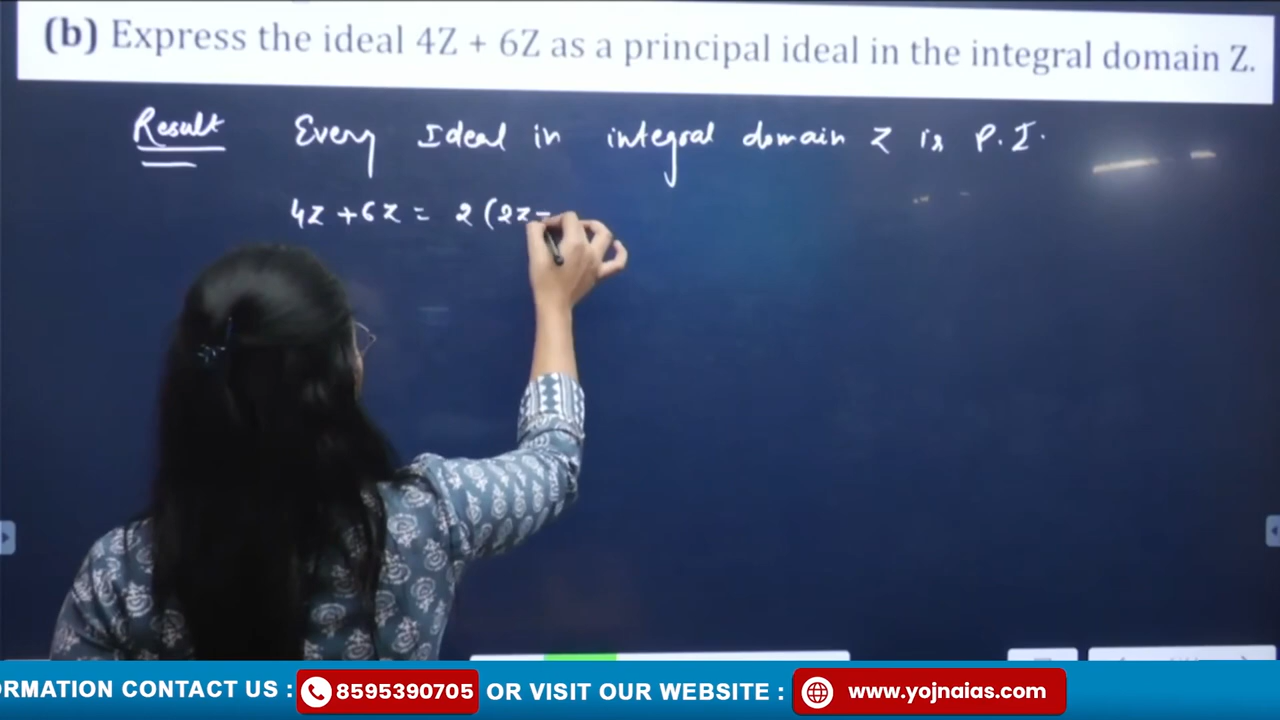 (b) Express the ideal 4Z + 6Z as a principal ideal in the integral domain Z.
Result Every Ideal in integral domain Z is P.I.
4Z + 6Z = 2 (2Z
ORMATION CONTACT US : 8595390705 OR VISIT OUR WEBSITE : www.yojnaias.com